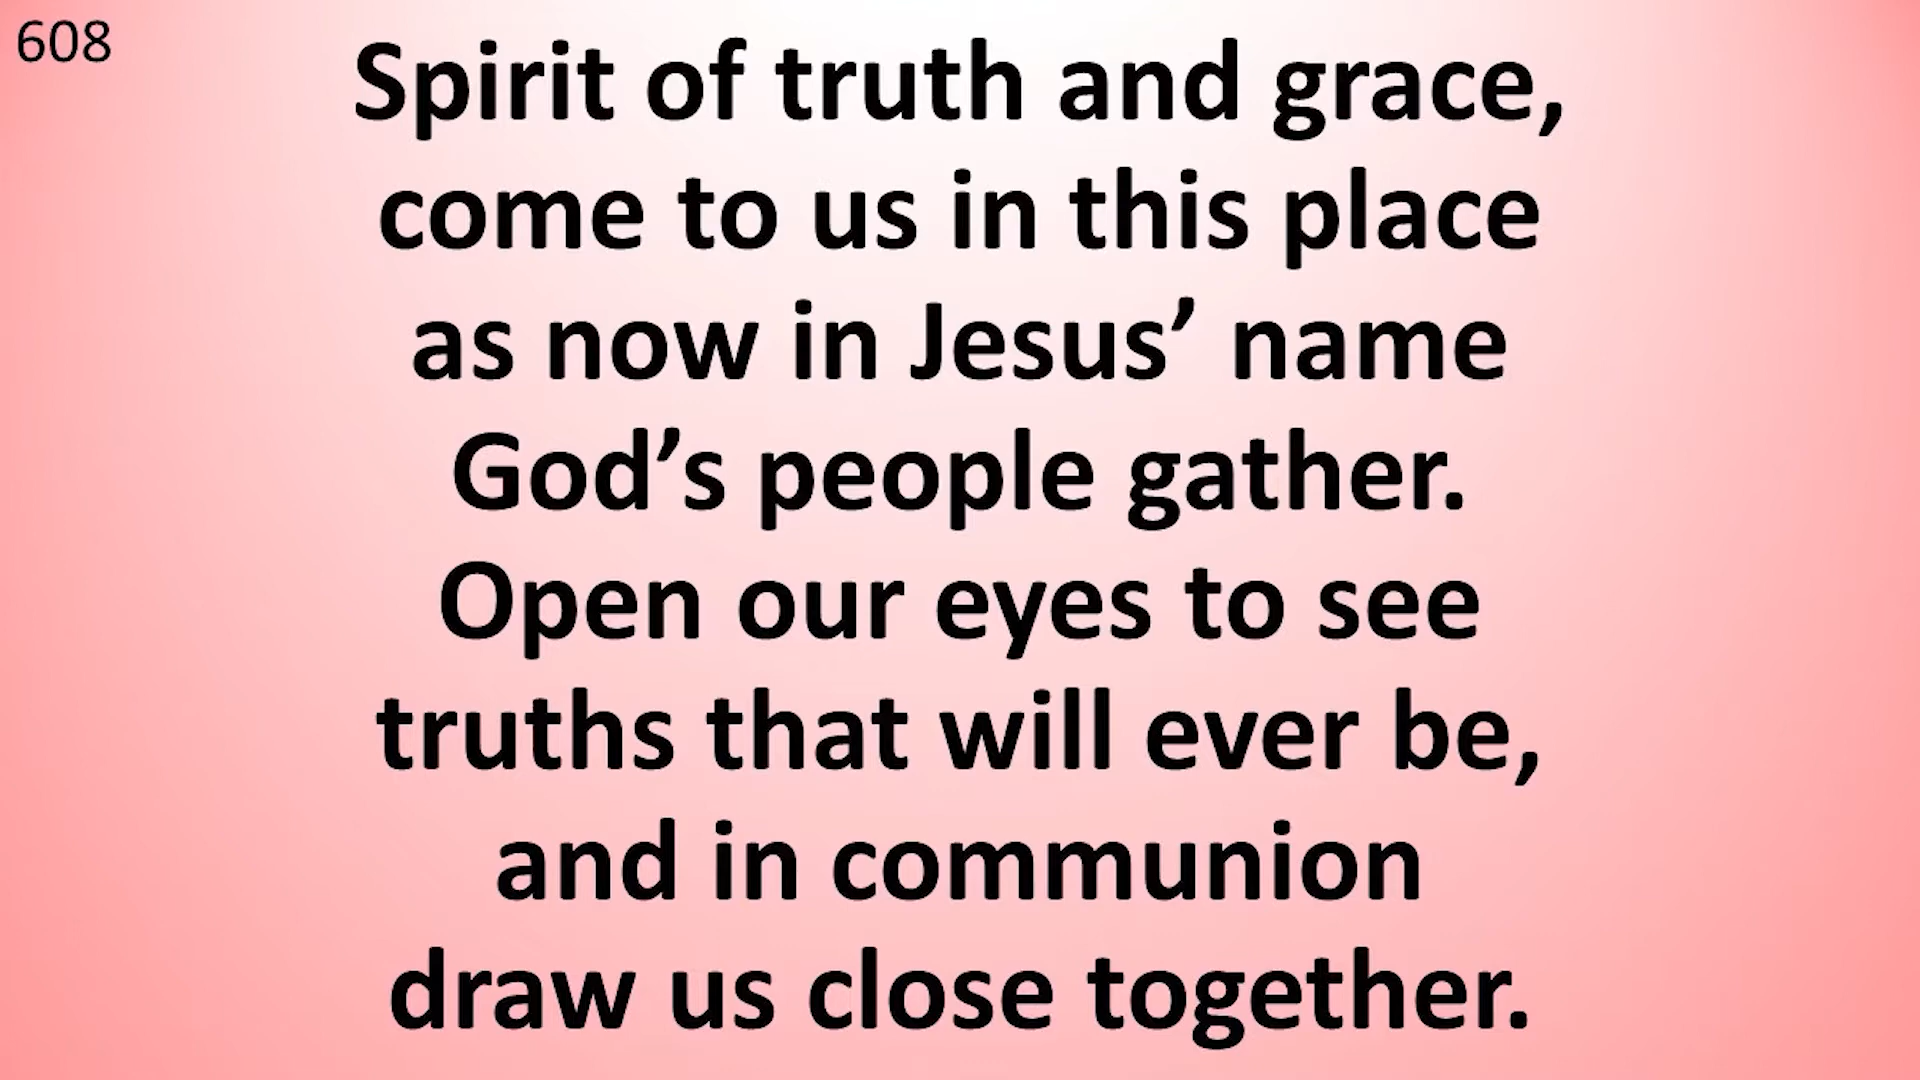 608
Spirit of truth and grace,
come to us in this place
as now in Jesus’ name
God’s people gather.
Open our eyes to see
truths that will ever be,
and in communion
draw us close together.